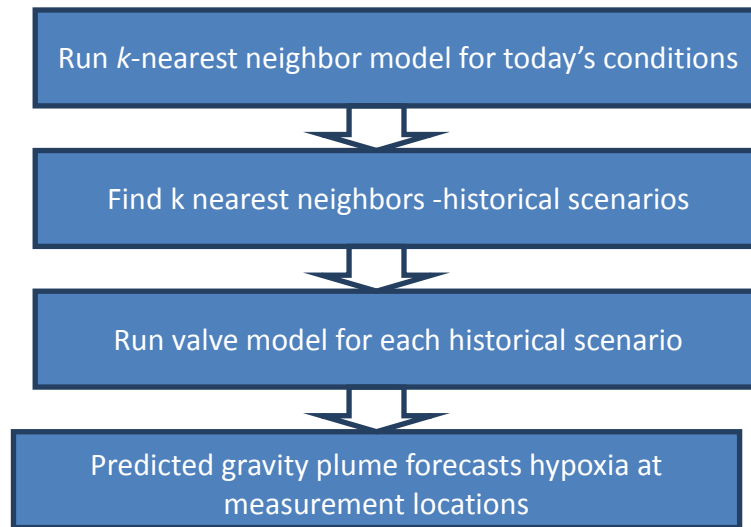 Run k-nearest neighbor model for today’s conditions
Find k nearest neighbors -historical scenarios
Run valve model for each historical scenario
Predicted gravity plume forecasts hypoxia at
measurement locations